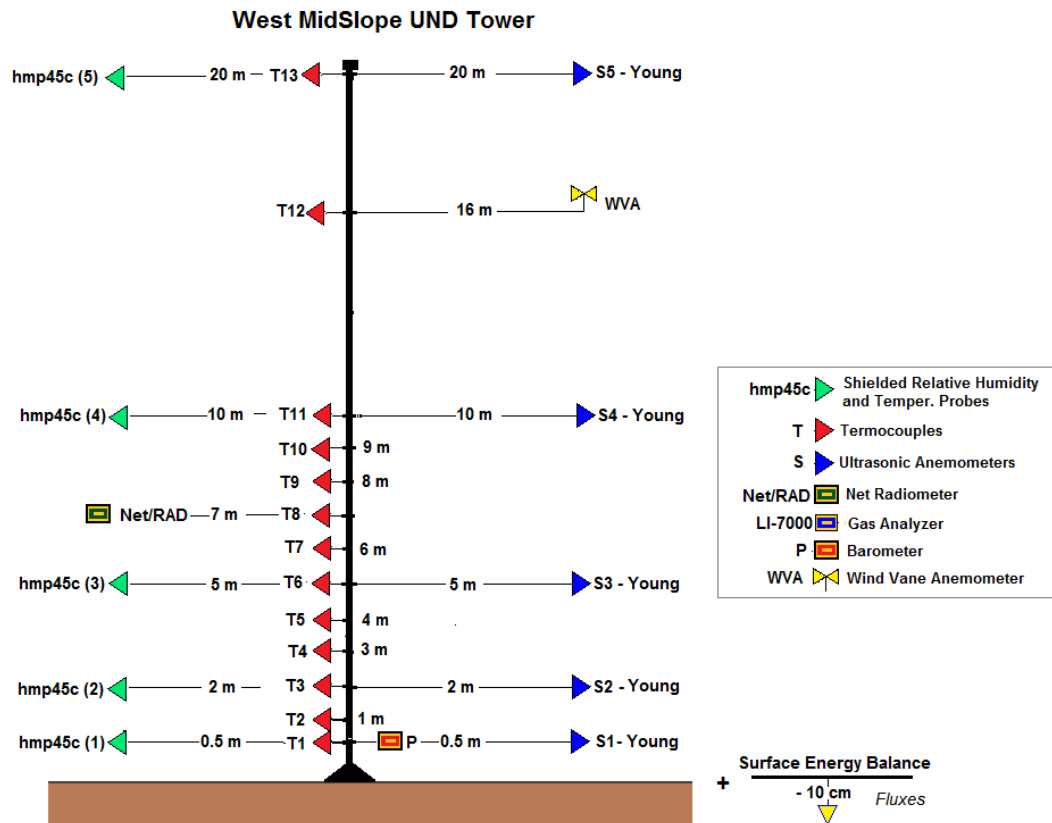 West MidSlope UND Tower
hmp45c (5) 20 m T13 20 m S5 - Young
T12 16 m WVA
hmp45c (4) 10 m T11 10 m S4 - Young
T10 9 m
T9 8 m
Net/RAD 7 m T8
T7 6 m
hmp45c (3) 5 m T6 5 m S3 - Young
T5 4 m
T4 3 m
hmp45c (2) 2 m T3 2 m S2 - Young
T2 1 m
hmp45c (1) 0.5 m T1 P 0.5 m S1- Young
hmp45c Shielded Relative Humidity
and Temper. Probes
T Termocouples
S Ultrasonic Anemometers
Net/RAD Net Radiometer
LI-7000 Gas Analyzer
P Barometer
WVA Wind Vane Anemometer
+ Surface Energy Balance
- 10 cm Fluxes